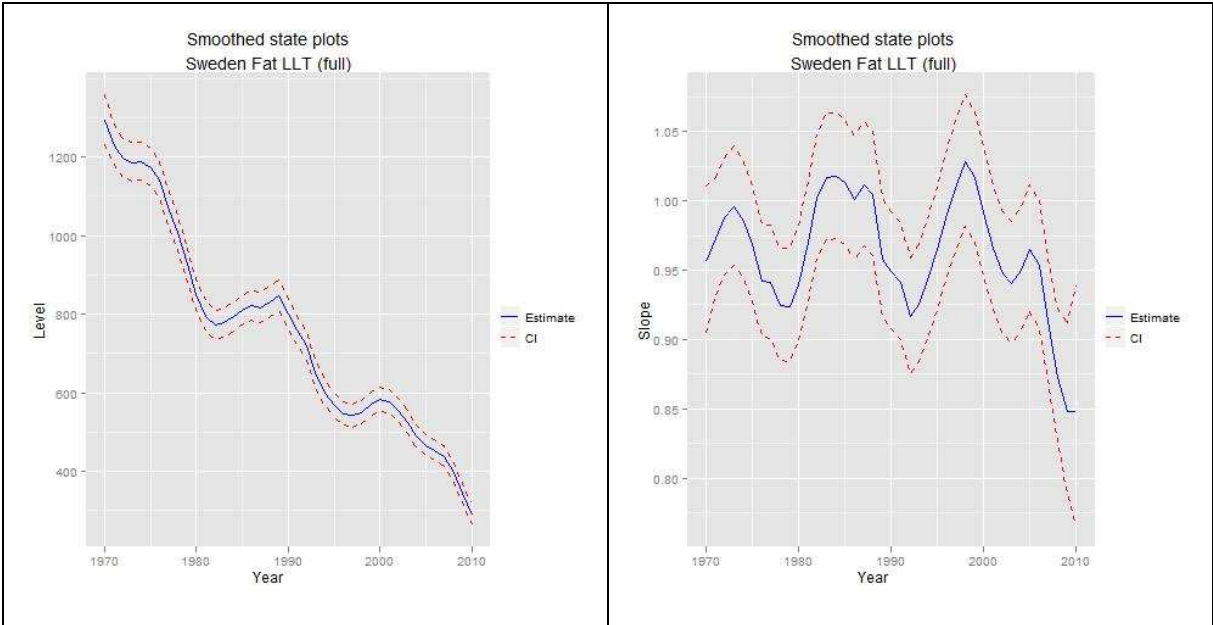 Smoothed state plots
Sweden Fat LLT (full)
Level
1200
1000
800
600
400
1970
1980
1990
2000
2010
Year
Estimate
CI
Smoothed state plots
Sweden Fat LLT (full)
Slope
1.05
1.00
0.95
0.90
0.85
0.80
1970
1980
1990
2000
2010
Year
Estimate
CI